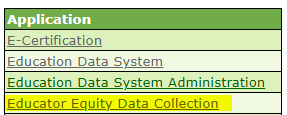 Application
E-Certification
Education Data System
Education Data System Administration
Educator Equity Data Collection